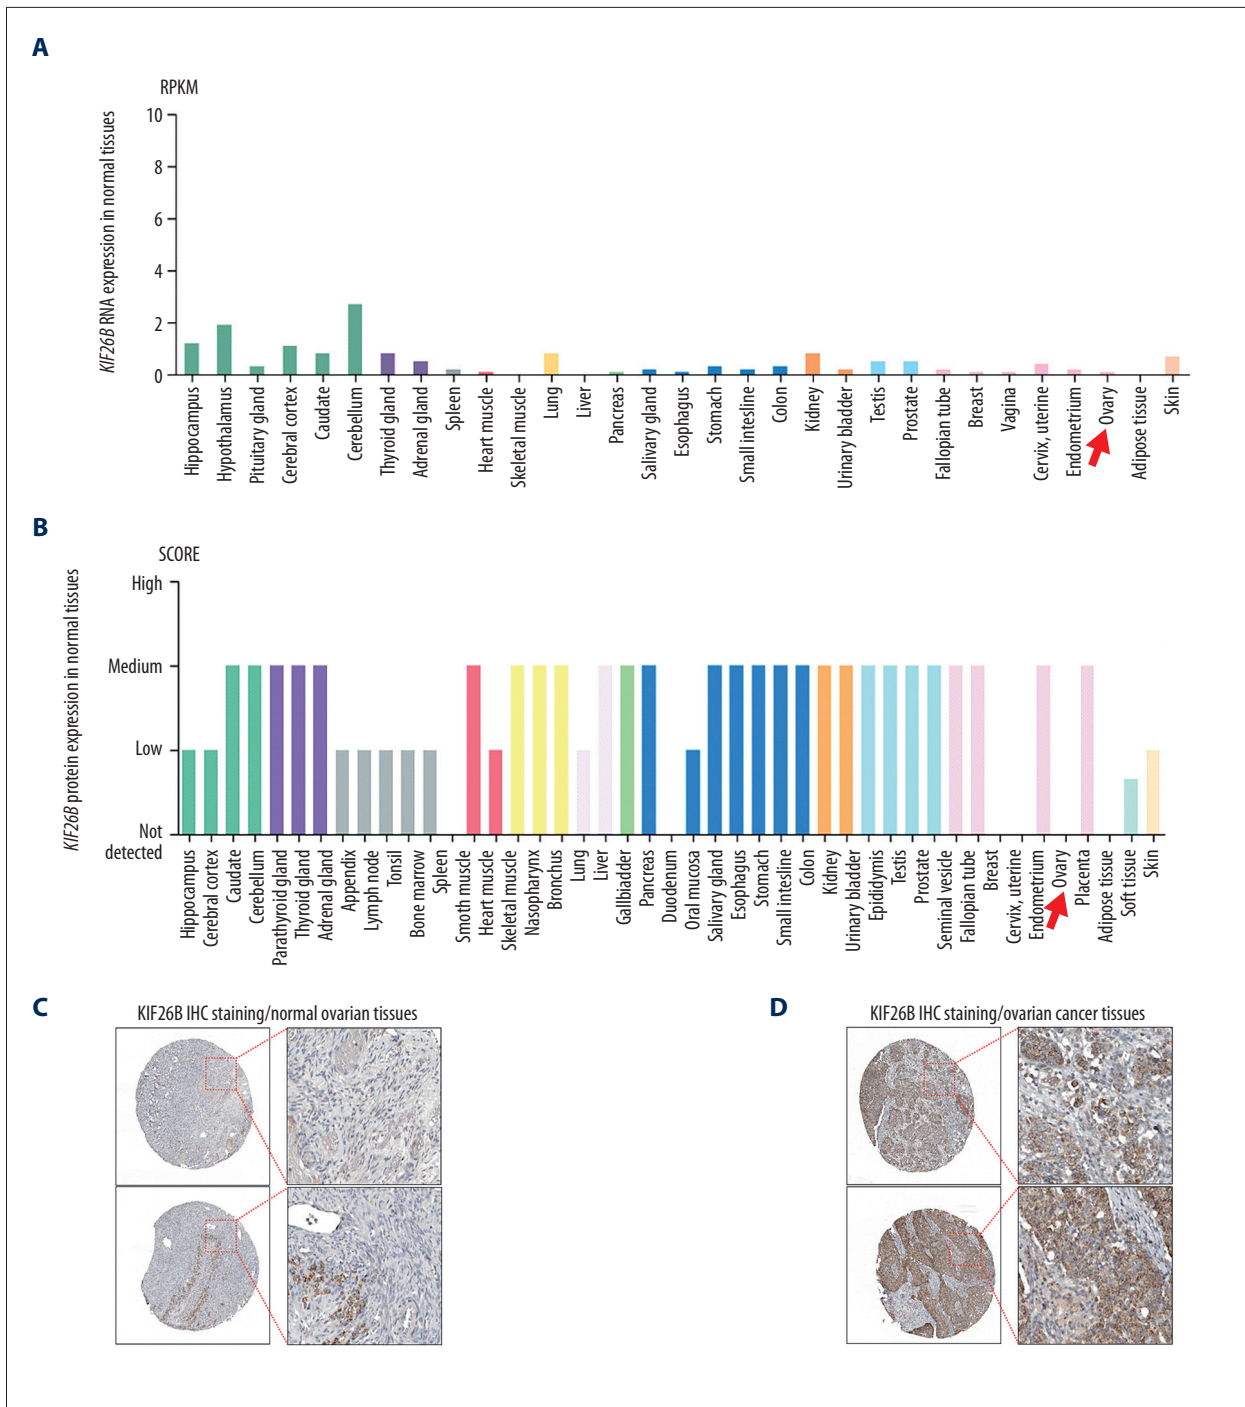 A
RPKM
KIF26B RNA expression in normal tissues
10
8
6
4
2
0
Hippocampus
Hypothalamus
Pituitary gland
Cerebral cortex
Caudate
Cerebellum
Thyroid gland
Adrenal gland
Spleen
Heart muscle
Skeletal muscle
Lung
Liver
Pancreas
Salivary gland
Esophagus
Stomach
Small intesline
Colon
Kidney
Urinary bladder
Testis
Prostate
Fallopian tube
Breast
Vagina
Cervix, uterine
Endometrium
Ovary
Adipose tissue
Skin
B
SCORE
KIF26B protein expression in normal tissues
High
Medium
Low
Not
detected
Hippocampus
Cerebral cortex
Caudate
Cerebellum
Parathyroid gland
Thyroid gland
Adrenal gland
Appendix
Lymph node
Tonsil
Bone marrow
Spleen
Smoth muscle
Heart muscle
Skeletal muscle
Nasopharynx
Bronchus
Lung
Liver
Gallbladder
Pancreas
Duodenum
Oral mucosa
Salivary gland
Esophagus
Stomach
Small intestine
Colon
Kidney
Urinary bladder
Epididymis
Testis
Prostate
Seminal vesicle
Fallopian tube
Breast
Cervix, uterine
Endometrium
Ovary
Placenta
Adipose tissue
Soft tissue
Skin
C
KIF26B IHC staining/normal ovarian tissues
D
KIF26B IHC staining/ovarian cancer tissues